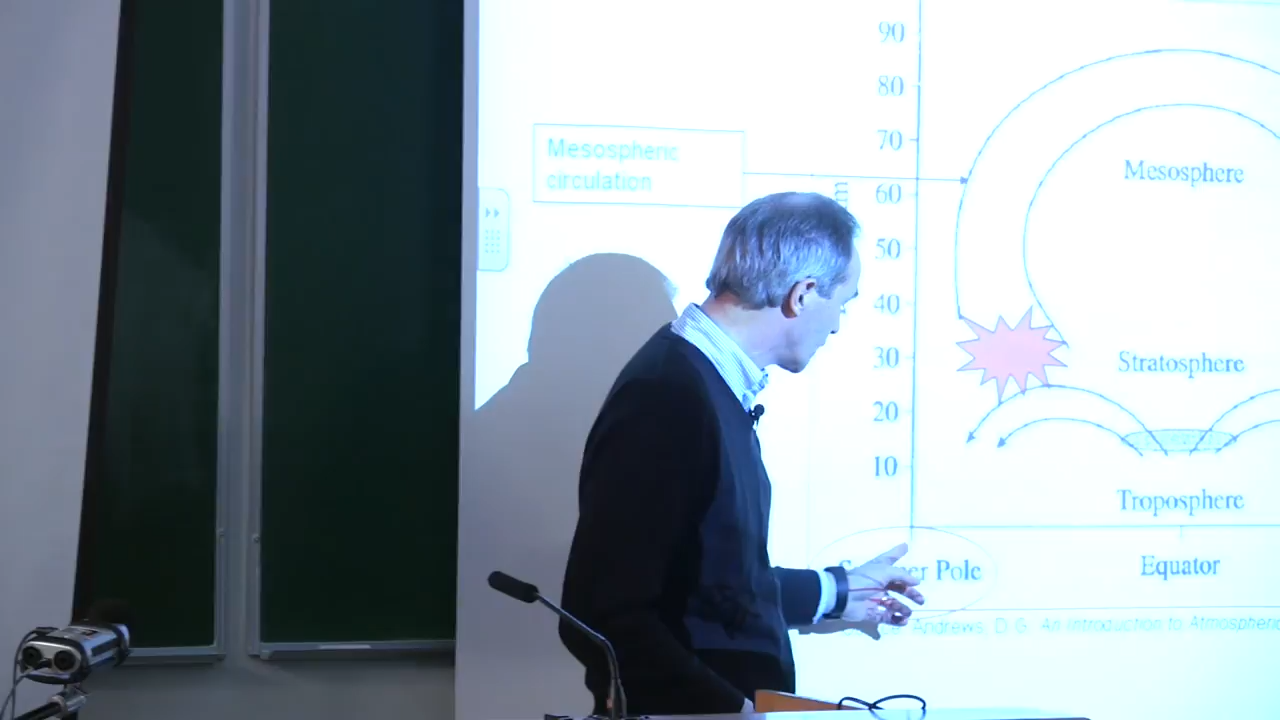 90
80
Mesospheric
circulation
70
Mesosphere
60
50
40
30
Stratosphere
20
10
Troposphere
Pole
Equator
Andrews, D.G. An Introduction to Atmospheric